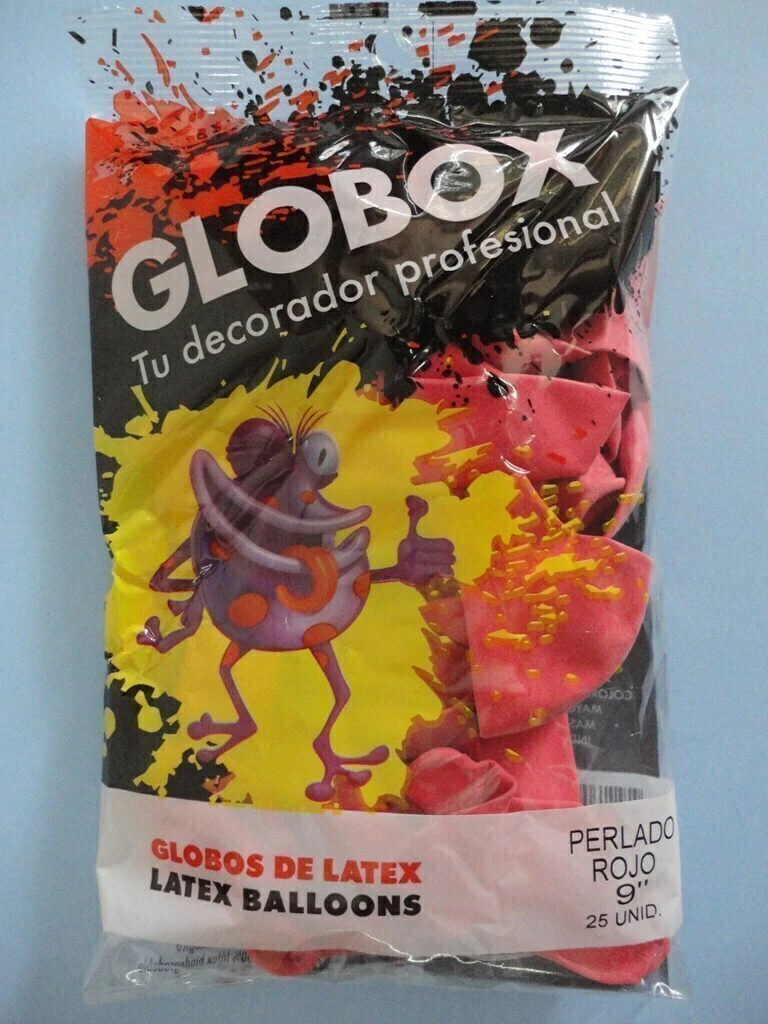 GLOBOX
Tu decorador profesional
GLOBOS DE LATEX
LATEX BALLOONS
PERLADO
ROJO
9"
25 UNID.